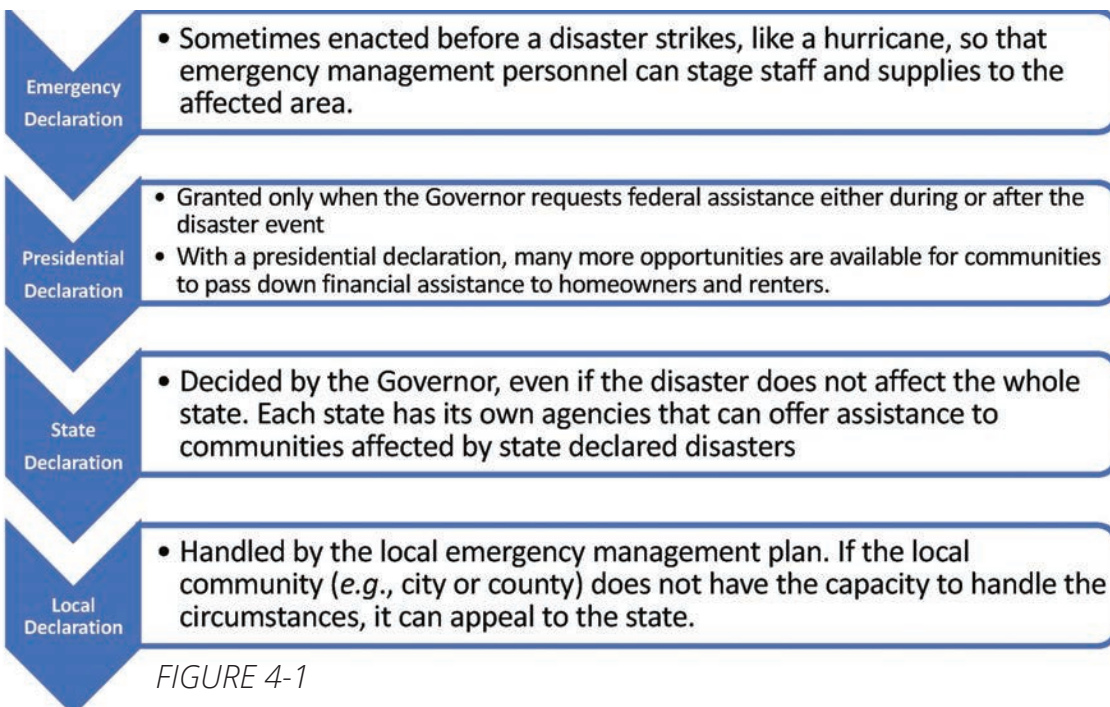 Emergency
Declaration
• Sometimes enacted before a disaster strikes, like a hurricane, so that
emergency management personnel can stage staff and supplies to the
affected area.
Presidential
Declaration
• Granted only when the Governor requests federal assistance either during or after the
disaster event
• With a presidential declaration, many more opportunities are available for communities
to pass down financial assistance to homeowners and renters.
State
Declaration
• Decided by the Governor, even if the disaster does not affect the whole
state. Each state has its own agencies that can offer assistance to
communities affected by state declared disasters
Local
Declaration
• Handled by the local emergency management plan. If the local
community (e.g., city or county) does not have the capacity to handle the
circumstances, it can appeal to the state.
FIGURE 4-1